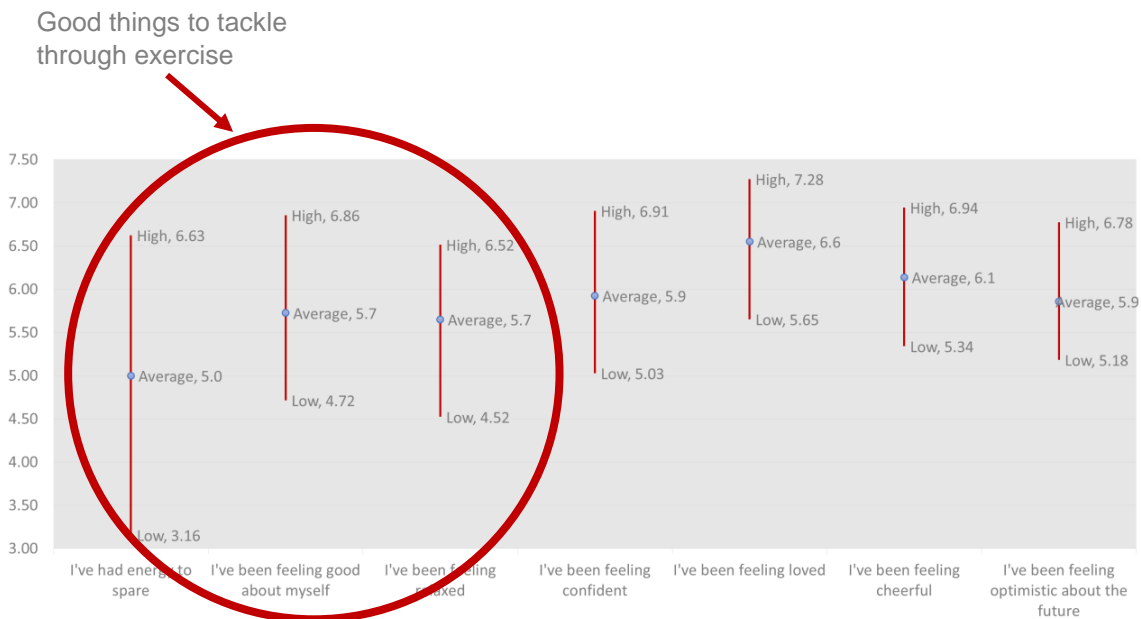 Good things to tackle
through exercise
7.50
7.00
6.50
6.00
5.50
5.00
4.50
4.00
3.50
3.00
High, 6.63
Average, 5.0
Low, 3.16
High, 6.86
Average, 5.7
Low, 4.72
High, 6.52
Average, 5.7
Low, 4.52
High, 6.91
Average, 5.9
Low, 5.03
High, 7.28
Average, 6.6
Low, 5.65
High, 6.94
Average, 6.1
Low, 5.34
High, 6.78
Average, 5.9
Low, 5.18
I've had energy to
spare
I've been feeling good
about myself
I've been feeling
relaxed
I've been feeling
confident
I've been feeling loved
I've been feeling
cheerful
I've been feeling
optimistic about the
future